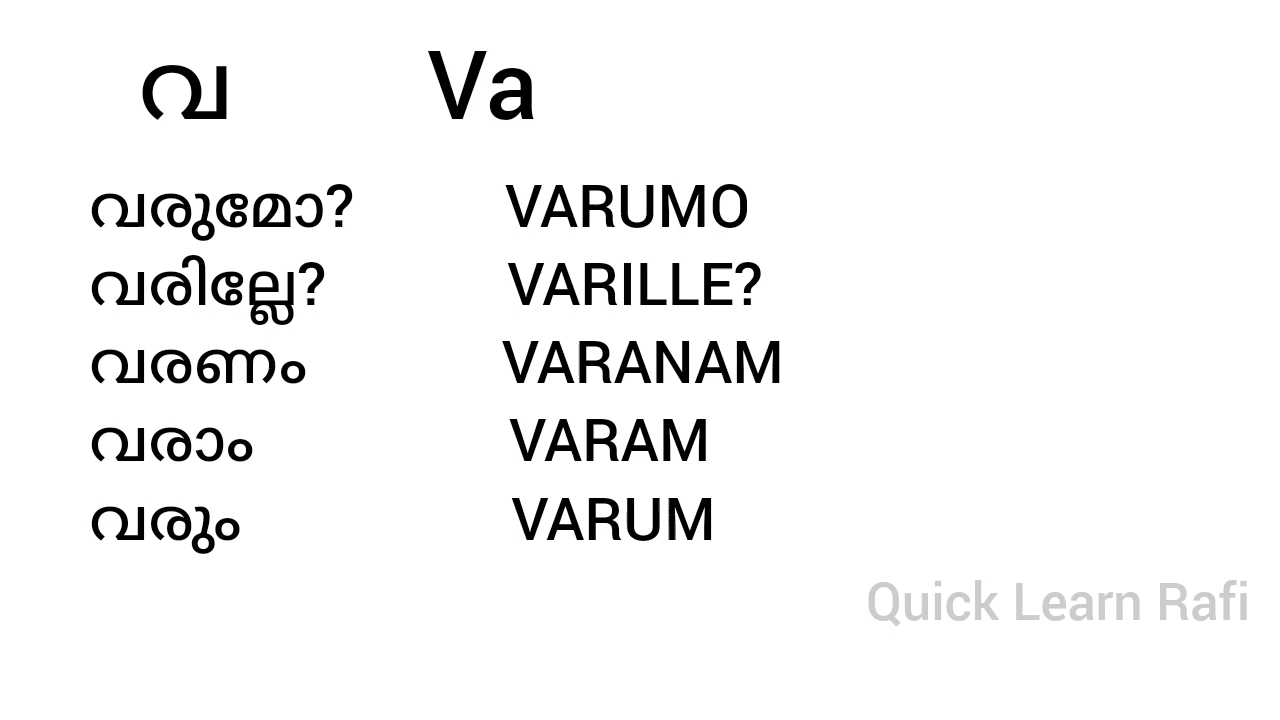 വ Va
വരുമോ? VARUMO
വരില്ലേ? VARILLE?
വരണം VARANAM
വരാം VARAM
വരും VARUM
Quick Learn Rafi